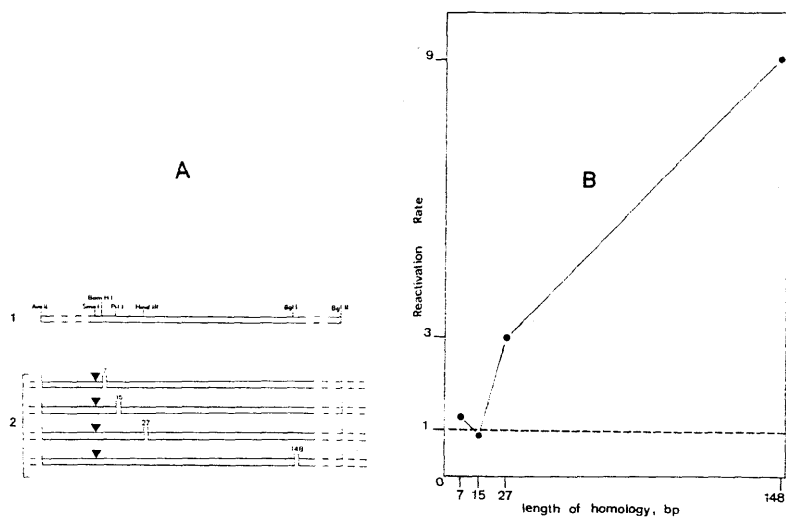 A
Bam H I
Ava II Sma I Pst I Hind III Bgl I Bgl II
1
2
7
15
27
148
B
Reactivation Rate
9
3
1
0
7 15 27 148
length of homology, bp